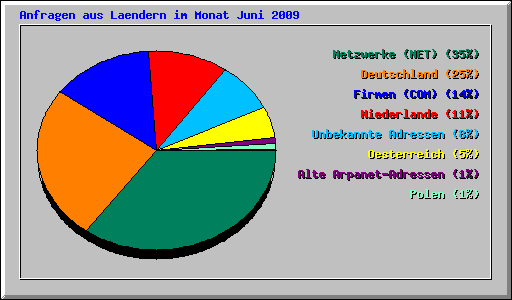 Anfragen aus Laendern im Monat Juni 2009
Netzwerke (NET) (35%)
Deutschland (25%)
Firmen (COM) (14%)
Niederlande (11%)
Unbekannte Adressen (8%)
Oesterreich (5%)
Alte Arpanet-Adressen (1%)
Polen (1%)